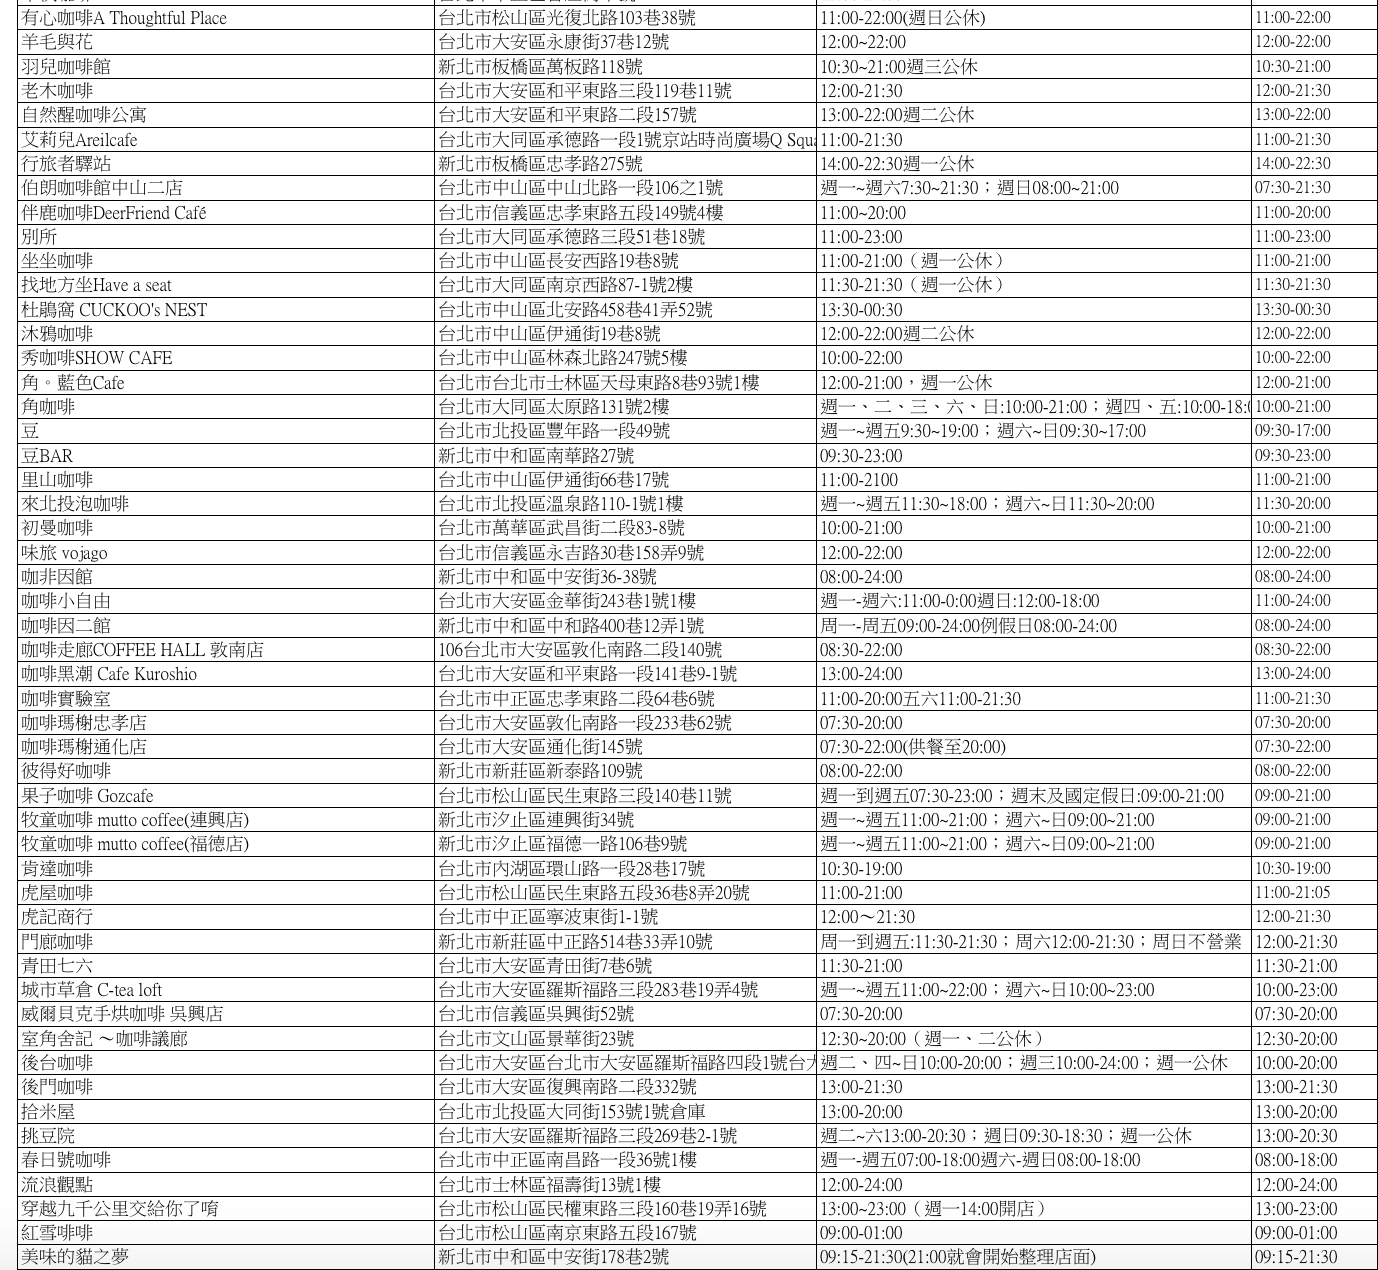 有心咖啡A Thoughtful Place 台北市松山區光復北路103巷38號 11:00-22:00(週日公休) 11:00-22:00
羊毛與花 台北市大安區永康街37巷12號 12:00~22:00 12:00-22:00
羽兒咖啡館 新北市板橋區萬板路118號 10:30~21:00週三公休 10:30-21:00
老木咖啡 台北市大安區和平東路三段119巷11號 12:00-21:30 12:00-21:30
自然醒咖啡公寓 台北市大安區和平東路二段157號 13:00-22:00週二公休 13:00-22:00
艾莉兒Areilcafe 台北市大同區承德路一段1號京站時尚廣場Q Squa 11:00-21:30 11:00-21:30
行旅者驛站 新北市板橋區忠孝路275號 14:00-22:30週一公休 14:00-22:30
伯朗咖啡館中山二店 台北市中山區中山北路一段106之1號 週一~週六7:30~21:30；週日08:00~21:00 07:30-21:30
伴鹿咖啡DeerFriend Café 台北市信義區忠孝東路五段149號4樓 11:00~20:00 11:00-20:00
別所 台北市大同區承德路三段51巷18號 11:00-23:00 11:00-23:00
坐坐咖啡 台北市中山區長安西路19巷8號 11:00-21:00（週一公休） 11:00-21:00
找地方坐Have a seat 台北市大同區南京西路87-1號2樓 11:30-21:30（週一公休） 11:30-21:30
杜鵑窩 CUCKOO's NEST 台北市中山區北安路458巷41弄52號 13:30-00:30 13:30-00:30
沐鴉咖啡 台北市中山區伊通街19巷8號 12:00-22:00週二公休 12:00-22:00
秀咖啡SHOW CAFE 台北市中山區林森北路247號5樓 10:00-22:00 10:00-22:00
角。藍色Cafe 台北市台北市士林區天母東路8巷93號1樓 12:00-21:00，週一公休 12:00-21:00
角咖啡 台北市大同區太原路131號2樓 週一、二、三、六、日:10:00-21:00；週四、五:10:00-18:0 10:00-21:00
豆 台北市北投區豐年路一段49號 週一~週五9:30~19:00；週六~日09:30~17:00 09:30-17:00
豆BAR 新北市中和區南華路27號 09:30-23:00 09:30-23:00
里山咖啡 台北市中山區伊通街66巷17號 11:00-2100 11:00-21:00
來北投泡咖啡 台北市北投區溫泉路110-1號1樓 週一~週五11:30~18:00；週六~日11:30~20:00 11:30-20:00
初曼咖啡 台北市萬華區武昌街二段83-8號 10:00-21:00 10:00-21:00
味旅 vojago 台北市信義區永吉路30巷158弄9號 12:00-22:00 12:00-22:00
咖非因館 新北市中和區中安街36-38號 08:00-24:00 08:00-24:00
咖啡小自由 台北市大安區金華街243巷1號1樓 週一-週六:11:00-0:00週日:12:00-18:00 11:00-24:00
咖啡因二館 新北市中和區中和路400巷12弄1號 周一-周五09:00-24:00例假日08:00-24:00 08:00-24:00
咖啡走廊COFFEE HALL 敦南店 106台北市大安區敦化南路二段140號 08:30-22:00 08:30-22:00
咖啡黑潮 Cafe Kuroshio 台北市大安區和平東路一段141巷9-1號 13:00-24:00 13:00-24:00
咖啡實驗室 台北市中正區忠孝東路二段64巷6號 11:00-20:00五六11:00-21:30 11:00-21:30
咖啡瑪榭忠孝店 台北市大安區敦化南路一段233巷62號 07:30-20:00 07:30-20:00
咖啡瑪榭通化店 台北市大安區通化街145號 07:30-22:00(供餐至20:00) 07:30-22:00
彼得好咖啡 新北市新莊區新泰路109號 08:00-22:00 08:00-22:00
果子咖啡 Gozcafe 台北市松山區民生東路三段140巷11號 週一到週五07:30-23:00；週末及國定假日:09:00-21:00 09:00-21:00
牧童咖啡 mutto coffee(連興店) 新北市汐止區連興街34號 週一~週五11:00~21:00；週六~日09:00~21:00 09:00-21:00
牧童咖啡 mutto coffee(福德店) 新北市汐止區福德一路106巷9號 週一~週五11:00~21:00；週六~日09:00~21:00 09:00-21:00
肯達咖啡 台北市內湖區環山路一段28巷17號 10:30-19:00 10:30-19:00
虎屋咖啡 台北市松山區民生東路五段36巷8弄20號 11:00-21:00 11:00-21:05
虎記商行 台北市中正區寧波東街1-1號 12:00～21:30 12:00-21:30
門廊咖啡 新北市新莊區中正路514巷33弄10號 周一到週五:11:30-21:30；周六12:00-21:30；周日不營業 12:00-21:30
青田七六 台北市大安區青田街7巷6號 11:30-21:00 11:30-21:00
城市草倉 C-tea loft 台北市大安區羅斯福路三段283巷19弄4號 週一~週五11:00~22:00；週六~日10:00~23:00 10:00-23:00
威爾貝克手烘咖啡 吳興店 台北市信義區吳興街52號 07:30-20:00 07:30-20:00
室角舍記 ～咖啡議廊 台北市文山區景華街23號 12:30~20:00（週一、二公休） 12:30-20:00
後台咖啡 台北市大安區台北市大安區羅斯福路四段1號台大 週二、四~日10:00-20:00；週三10:00-24:00；週一公休 10:00-20:00
後門咖啡 台北市大安區復興南路二段332號 13:00-21:30 13:00-21:30
拾米屋 台北市北投區大同街153號1號倉庫 13:00-20:00 13:00-20:00
挑豆院 台北市大安區羅斯福路三段269巷2-1號 週二~六13:00-20:30；週日09:30-18:30；週一公休 13:00-20:30
春日號咖啡 台北市中正區南昌路一段36號1樓 週一-週五07:00-18:00週六-週日08:00-18:00 08:00-18:00
流浪觀點 台北市士林區福壽街13號1樓 12:00-24:00 12:00-24:00
穿越九千公里交給你了唷 台北市松山區民權東路三段160巷19弄16號 13:00~23:00（週一14:00開店） 13:00-23:00
紅雪啡啡 台北市松山區南京東路五段167號 09:00-01:00 09:00-01:00
美味的貓之夢 新北市中和區中安街178巷2號 09:15-21:30(21:00就會開始整理店面) 09:15-21:30